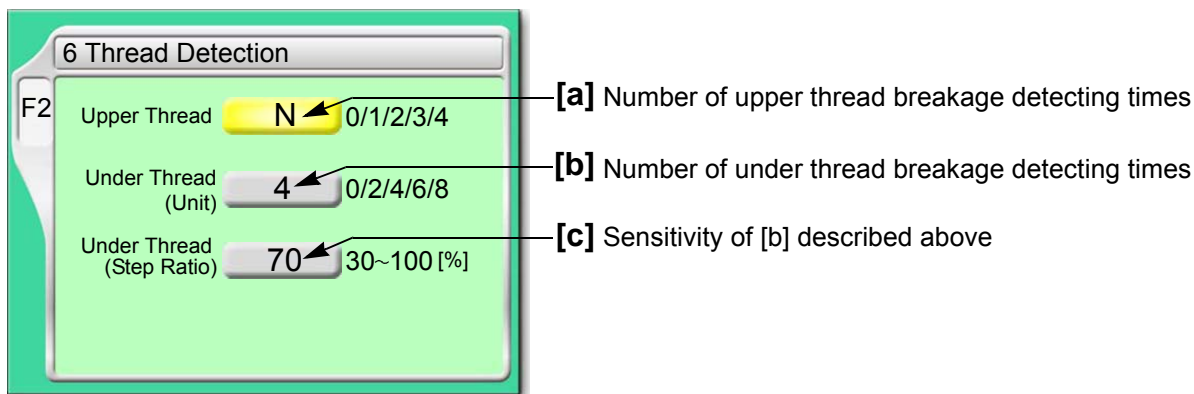 6 Thread Detection
F2
Upper Thread N 0/1/2/3/4
[a] Number of upper thread breakage detecting times
Under Thread
(Unit) 4 0/2/4/6/8
[b] Number of under thread breakage detecting times
Under Thread
(Step Ratio) 70 30~100 [%]
[c] Sensitivity of [b] described above